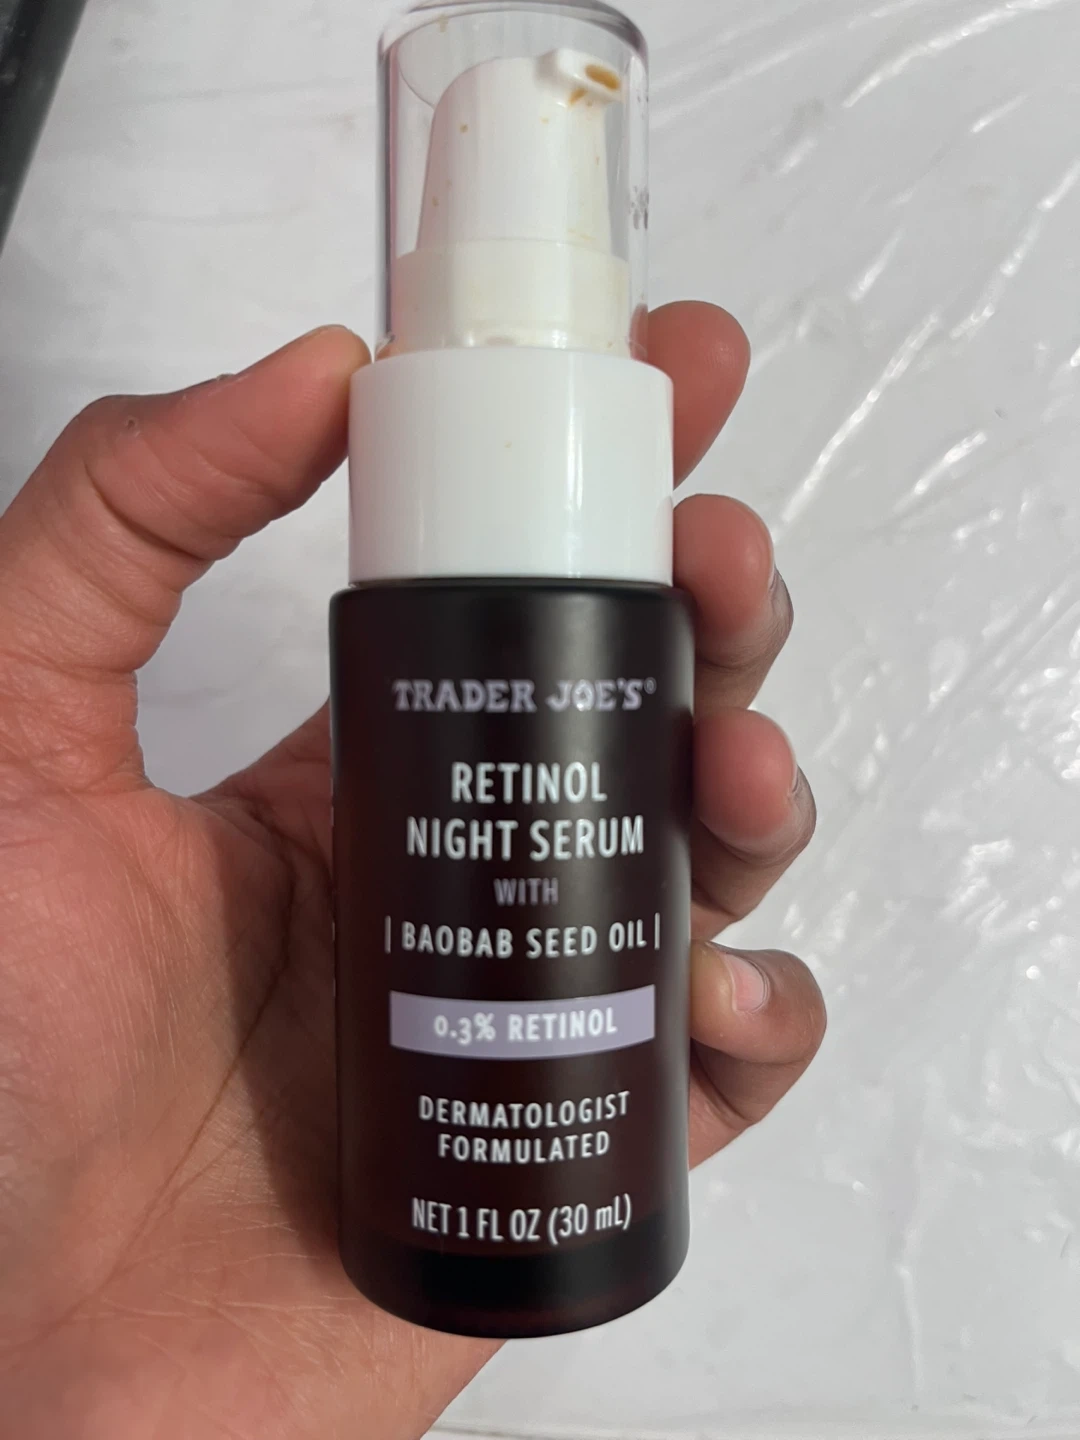 TRADER JOE'S®
RETINOL
NIGHT SERUM
WITH
| BAOBAB SEED OIL |
0.3% RETINOL
DERMATOLOGIST
FORMULATED
NET 1 FL OZ (30 mL)